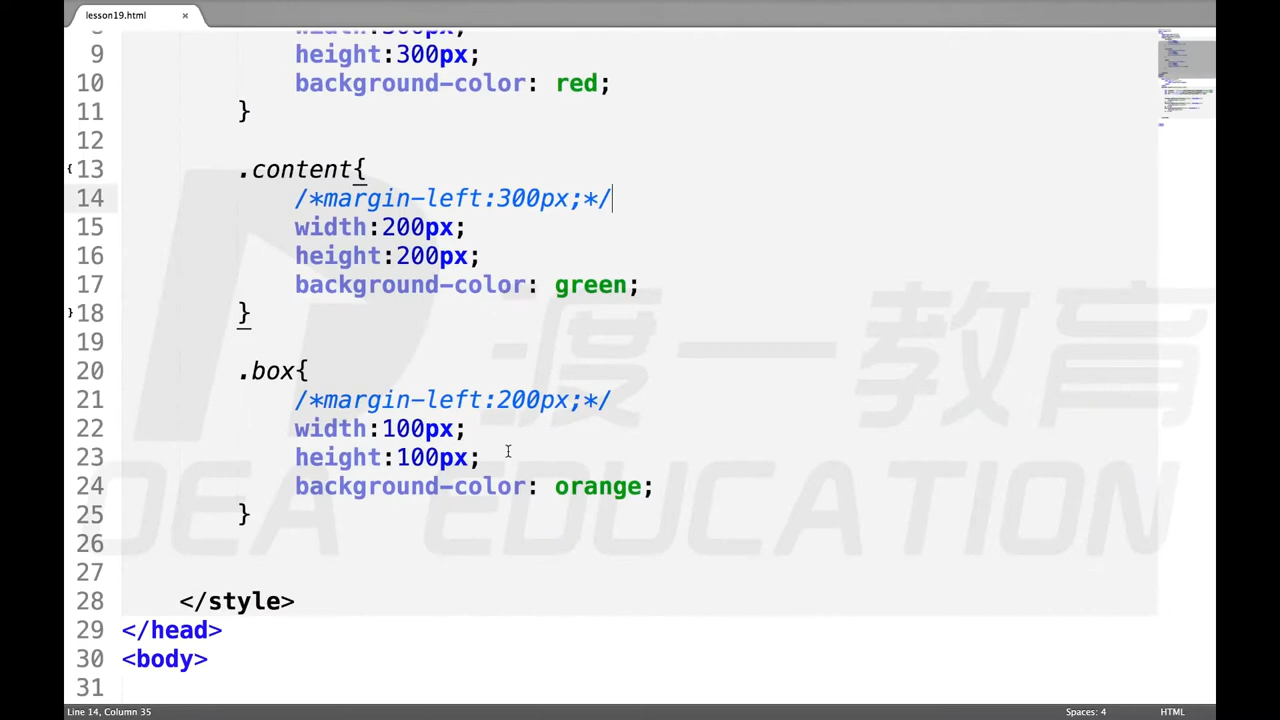 lesson19.html ×
8 width:300px;
9 height:300px;
10 background-color: red;
11 }
12
{13 .content{
14 /*margin-left:300px;*/
15 width:200px;
16 height:200px;
17 background-color: green;
}18 }
19
20 .box{
21 /*margin-left:200px;*/
22 width:100px;
23 height:100px;
24 background-color: orange;
25 }
26
27
28 </style>
29 </head>
30 <body>
31
渡一教育
DEA EDUCATION
Line 14, Column 35 Spaces: 4 HTML